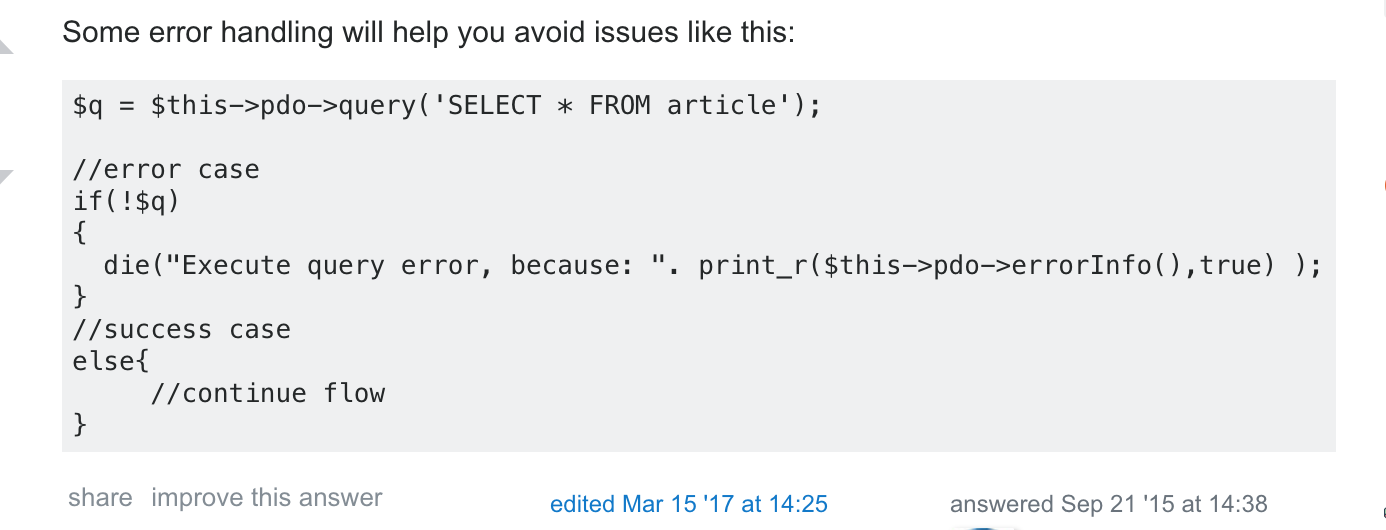 Some error handling will help you avoid issues like this:
$q = $this->pdo->query('SELECT * FROM article');
//error case
if(!$q)
{
  die("Execute query error, because: ". print_r($this->pdo->errorInfo(),true) );
}
//success case
else{
     //continue flow
}
share improve this answer
edited Mar 15 '17 at 14:25
answered Sep 21 '15 at 14:38